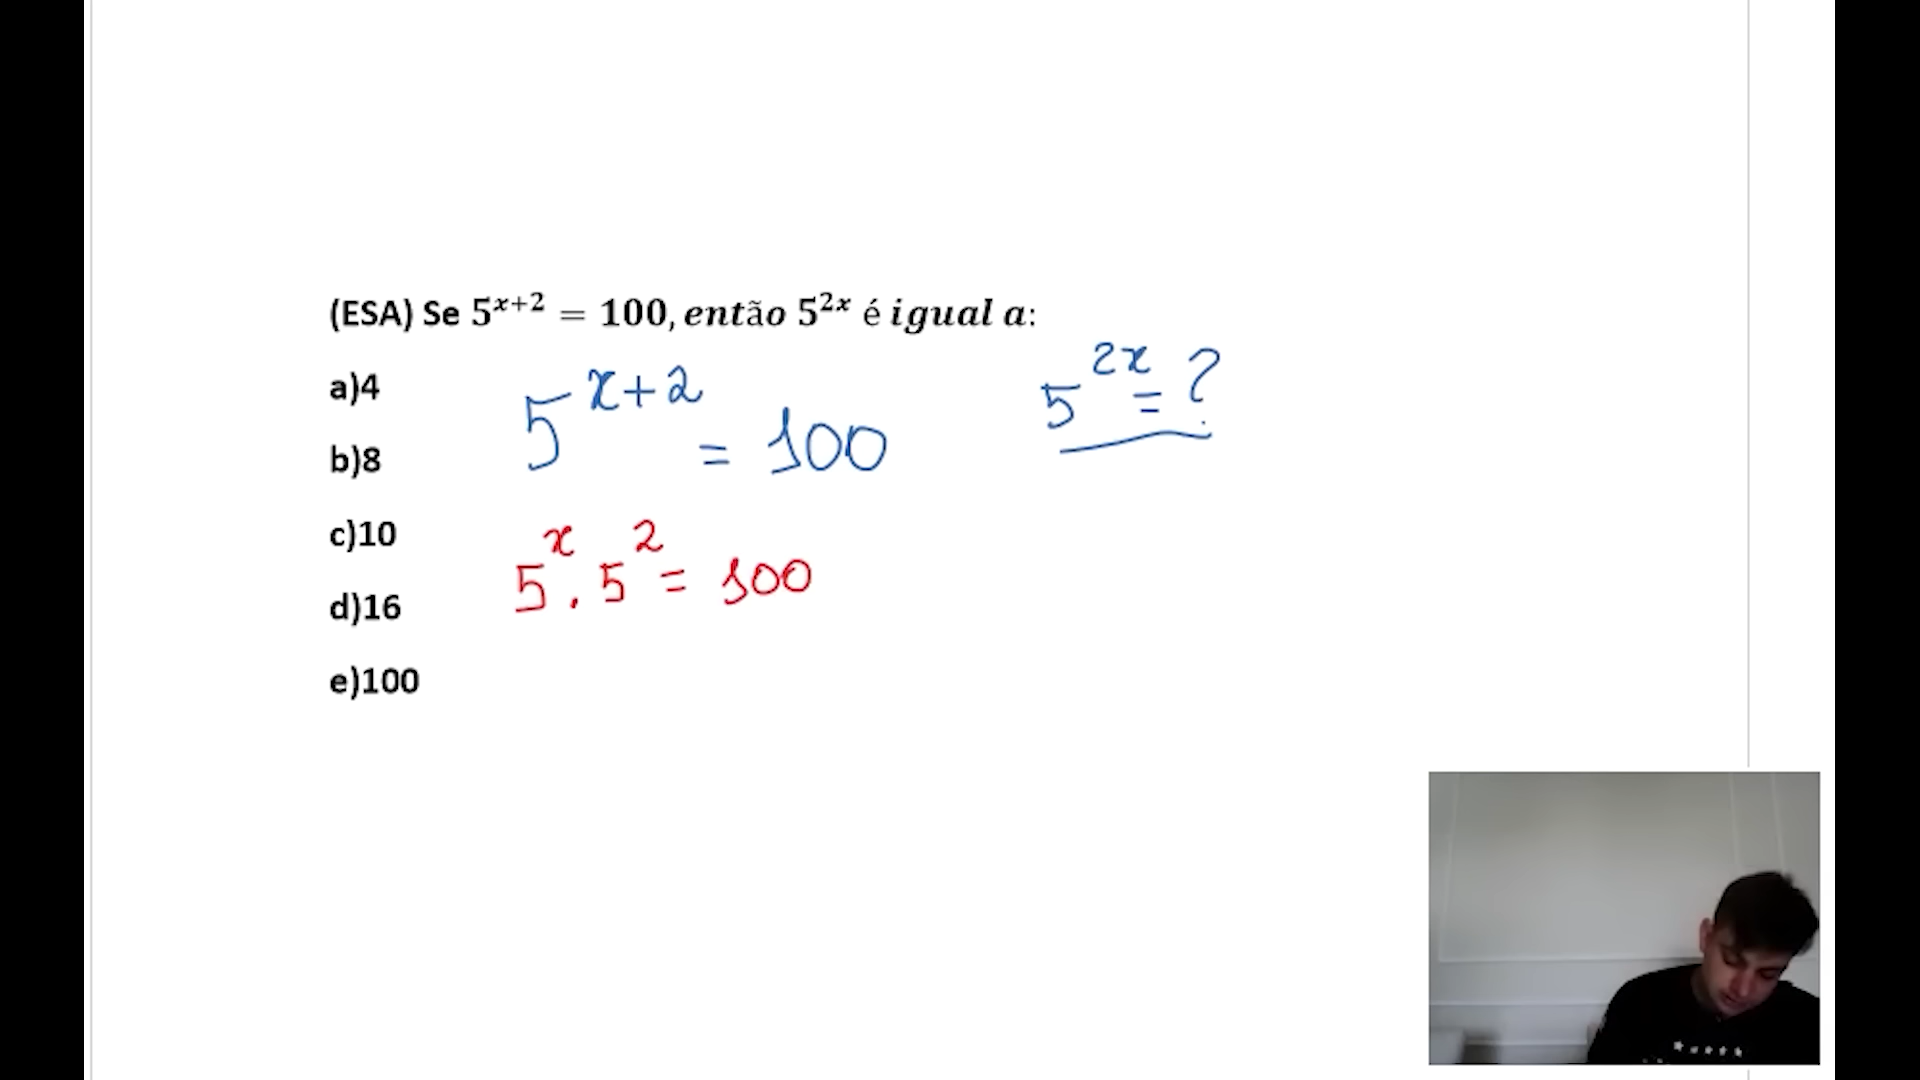 (ESA) Se 5^{x+2} = 100, então 5^{2x} é igual a:
a)4
5^{x+2} = 100
5^{2x} = ?
b)8
c)10
5^x . 5^2 = 100
d)16
e)100